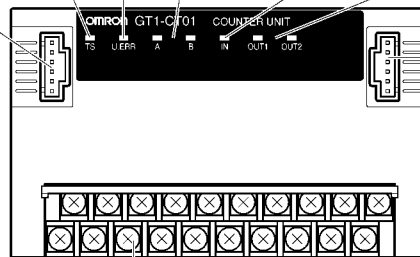 OMRON GT1-CT01 COUNTER UNIT
TS U.ERR A B IN OUT1 OUT2